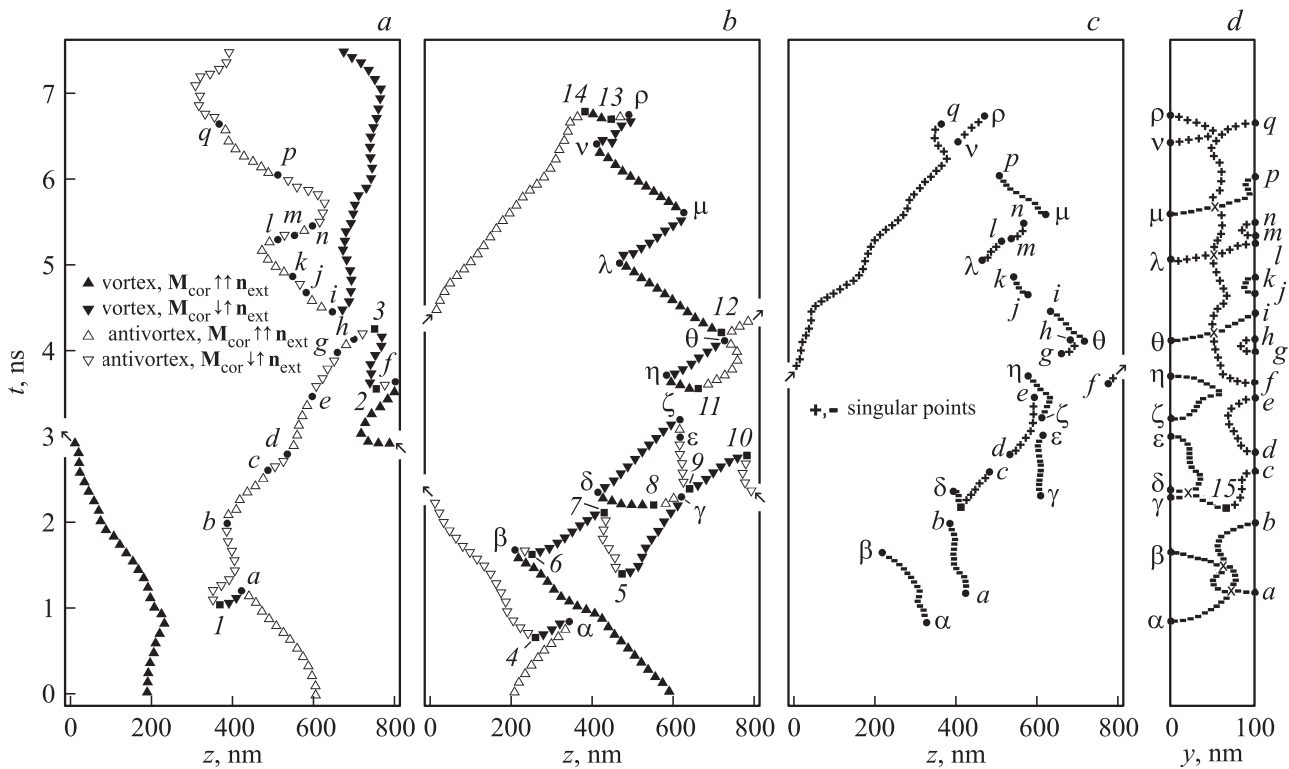 a
b
c
d
7
6
5
4
3
2
1
0
t, ns
q
p
l
m
n
k
j
i
h
g
3
f
2
e
d
c
b
a
1
▲ vortex, M_cor ↑↑ n_ext
▼ vortex, M_cor ↓↑ n_ext
△ antivortex, M_cor ↑↑ n_ext
▽ antivortex, M_cor ↓↑ n_ext
0 200 400 600 800
z, nm
14 13 ρ
ν
μ
λ
12
θ
η
11
ζ
ε
10
9
δ
8
7
γ
β
6
5
α
4
0 200 400 600 800
z, nm
q
ρ
ν
p
μ
n
l
m
λ
k
j
i
h
θ
g
η
f
e
ζ
+,- singular points
ε
d
c
δ
γ
b
β
a
α
0 200 400 600 800
z, nm
ρ
q
ν
p
μ
n
m
l
λ
k
j
i
θ
h
g
η
f
e
ζ
ε
d
δ
15
c
γ
b
β
a
α
0 100
y, nm